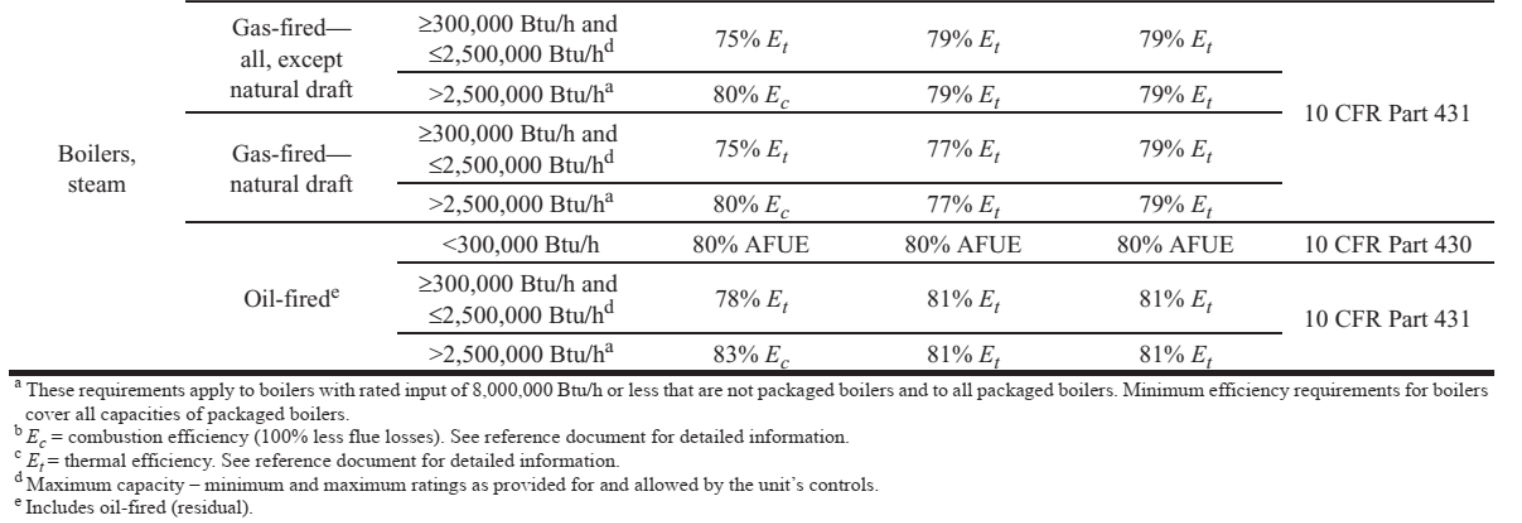 Gas-fired—
all, except
natural draft
≥300,000 Btu/h and
≤2,500,000 Btu/hᵈ
75% Eₜ
79% Eₜ
79% Eₜ
>2,500,000 Btu/hᵃ
80% E꜀
79% Eₜ
79% Eₜ
10 CFR Part 431
Boilers,
steam
Gas-fired—
natural draft
≥300,000 Btu/h and
≤2,500,000 Btu/hᵈ
75% Eₜ
77% Eₜ
79% Eₜ
>2,500,000 Btu/hᵃ
80% E꜀
77% Eₜ
79% Eₜ
Oil-firedᵉ
<300,000 Btu/h
80% AFUE
80% AFUE
80% AFUE
10 CFR Part 430
≥300,000 Btu/h and
≤2,500,000 Btu/hᵈ
78% Eₜ
81% Eₜ
81% Eₜ
10 CFR Part 431
>2,500,000 Btu/hᵃ
83% E꜀
81% Eₜ
81% Eₜ
ᵃ These requirements apply to boilers with rated input of 8,000,000 Btu/h or less that are not packaged boilers and to all packaged boilers. Minimum efficiency requirements for boilers
cover all capacities of packaged boilers.
ᵇ E꜀ = combustion efficiency (100% less flue losses). See reference document for detailed information.
ᶜ Eₜ = thermal efficiency. See reference document for detailed information.
ᵈ Maximum capacity – minimum and maximum ratings as provided for and allowed by the unit’s controls.
ᵉ Includes oil-fired (residual).